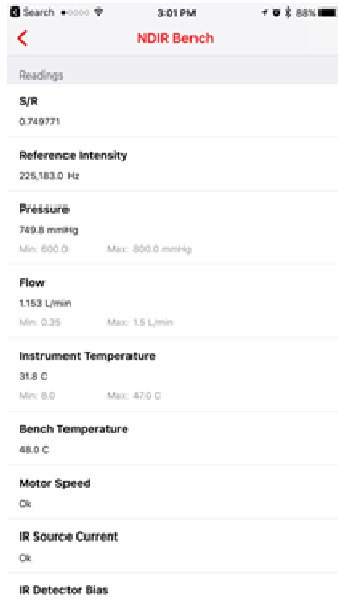 Search 3:01 PM 88%
NDIR Bench
Readings
S/R
0.749771
Reference Intensity
225,183.0 Hz
Pressure
749.8 mmHg
Min: 600.0 Max: 800.0 mmHg
Flow
1.153 L/min
Min: 0.35 Max: 1.5 L/min
Instrument Temperature
31.8 C
Min: 8.0 Max: 47.0 C
Bench Temperature
48.0 C
Motor Speed
Ok
IR Source Current
Ok
IR Detector Bias